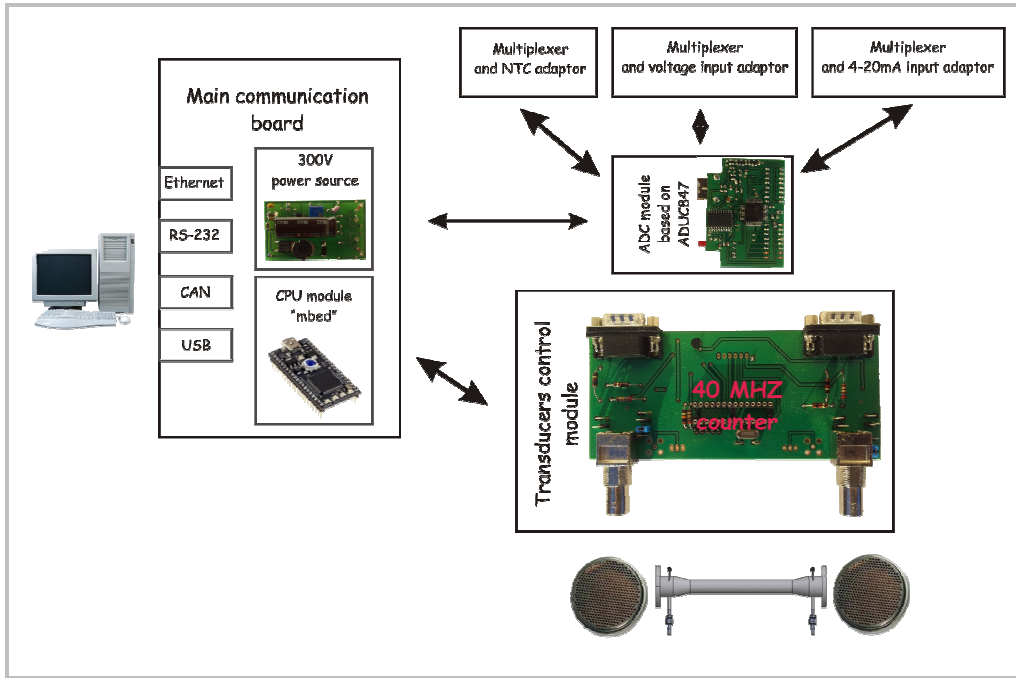 Main communication
board
Ethernet
RS-232
CAN
USB
300V
power source
CPU module
"mbed"
Multiplexer
and NTC adaptor
Multiplexer
and voltage input adaptor
Multiplexer
and 4-20mA input adaptor
ADC module
based on
ADUC847
Transducers control
module
40 MHZ
counter